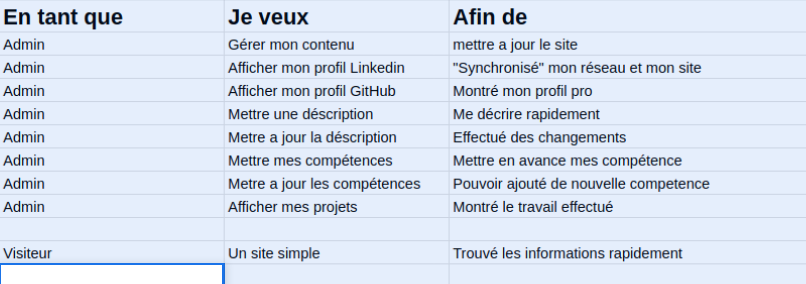 En tant que Je veux Afin de
Admin Gérer mon contenu mettre a jour le site
Admin Afficher mon profil Linkedin "Synchronisé" mon réseau et mon site
Admin Afficher mon profil GitHub Montré mon profil pro
Admin Mettre une déscription Me décrire rapidement
Admin Metre a jour la déscription Effectué des changements
Admin Mettre mes compétences Mettre en avance mes compétence
Admin Metre a jour les compétences Pouvoir ajouté de nouvelle competence
Admin Afficher mes projets Montré le travail effectué
Visiteur Un site simple Trouvé les informations rapidement